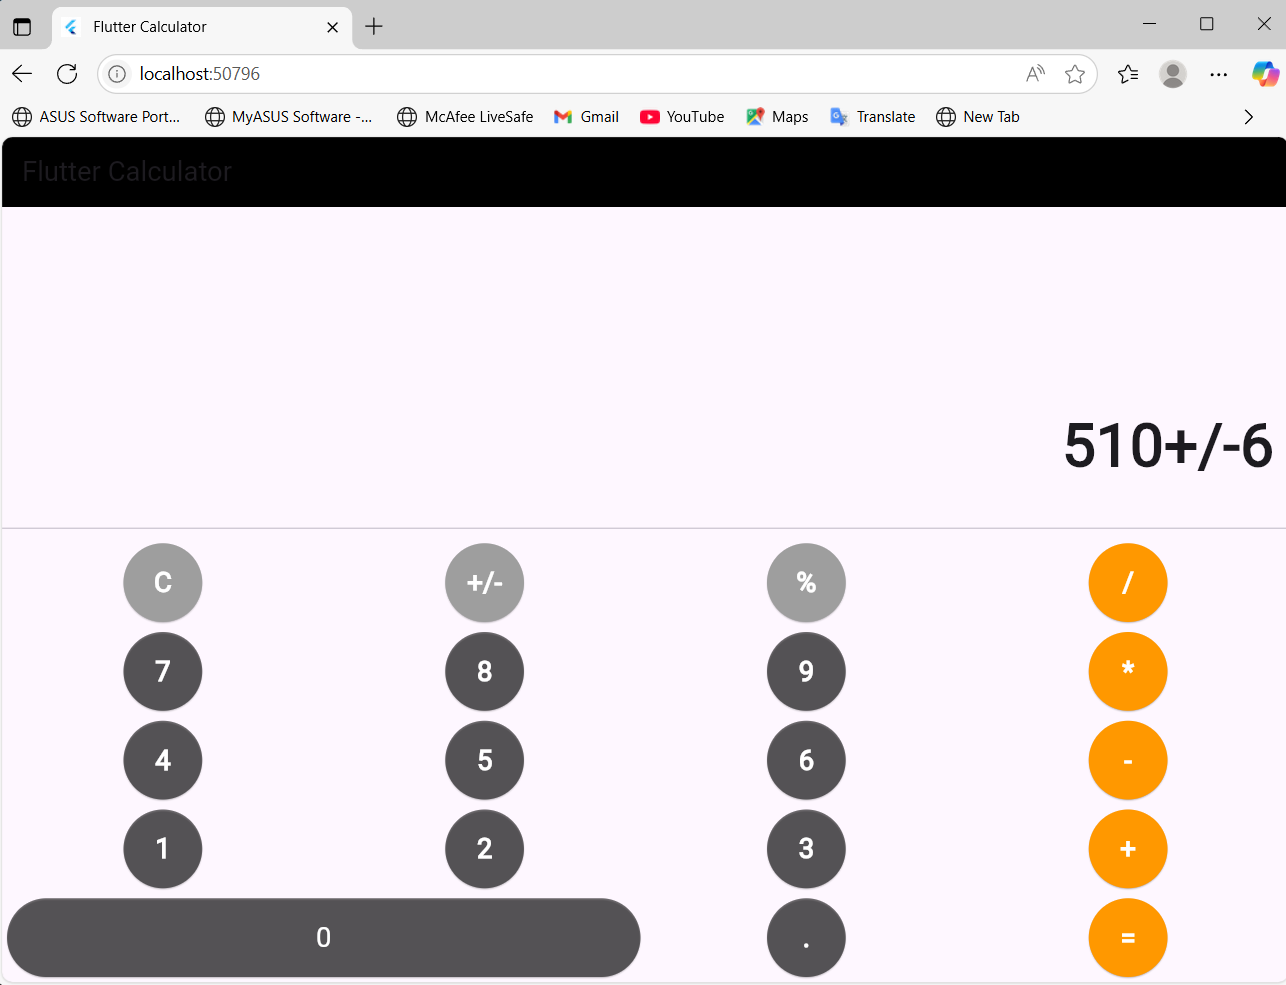 Flutter Calculator
localhost:50796
ASUS Software Port... MyASUS Software -... McAfee LiveSafe Gmail YouTube Maps Translate New Tab
Flutter Calculator
510+/-6
C +/- % /
7 8 9 *
4 5 6 -
1 2 3 +
0 . =